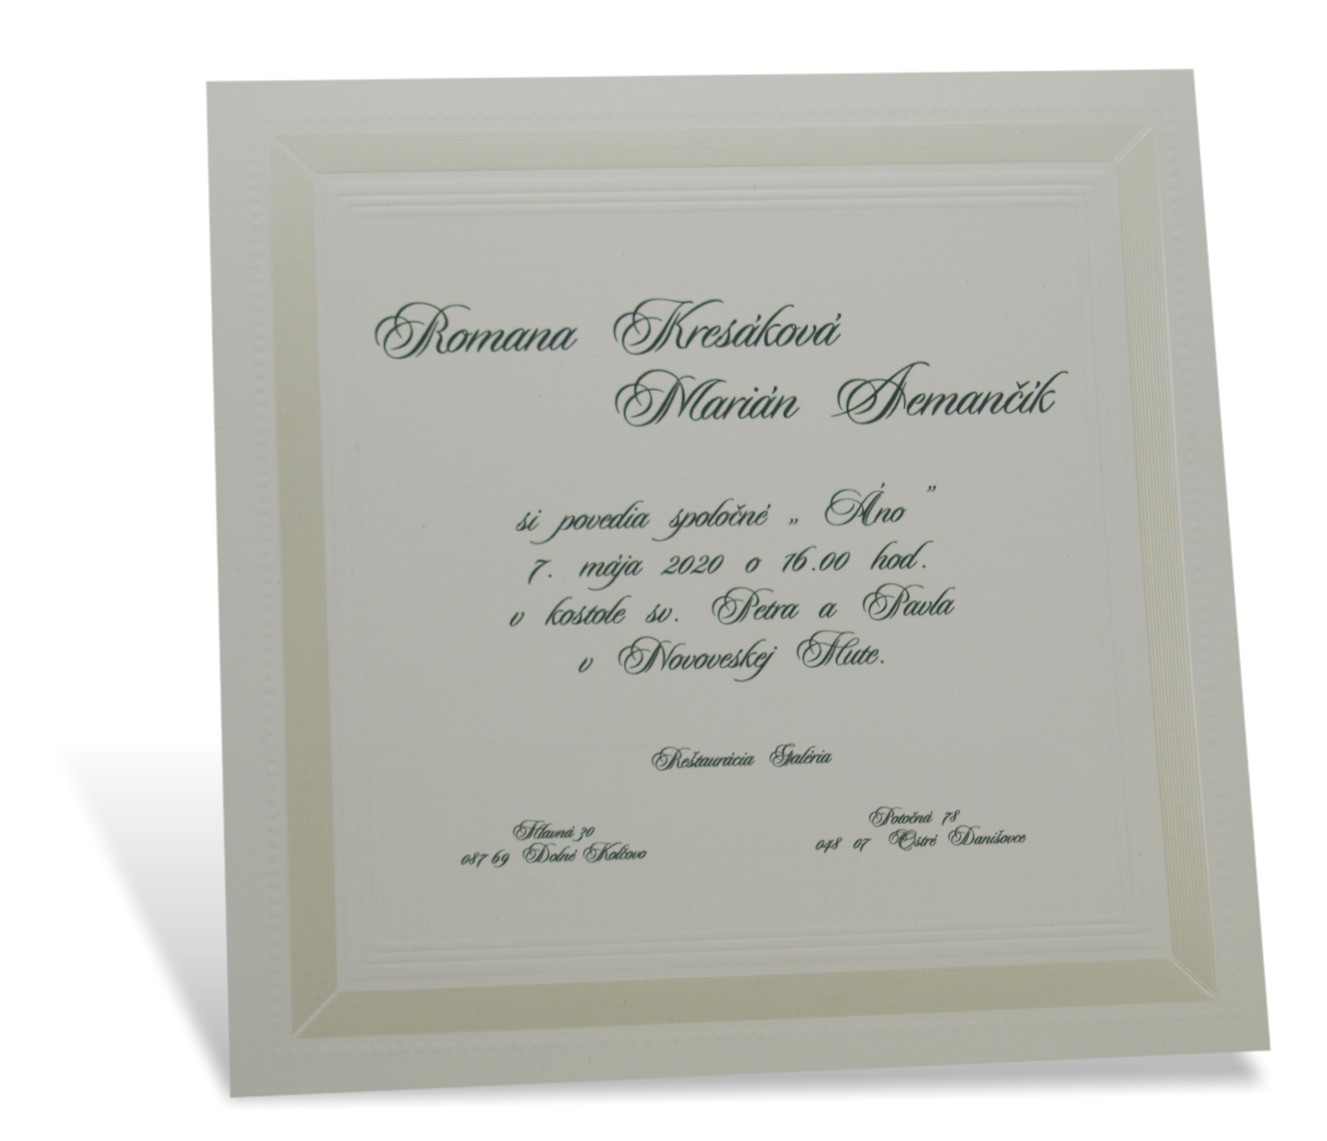 Romana Kresáková
Marián Jemančík
si povedia spoločné „ Áno ”
7. mája 2020 o 16.00 hod.
v kostole sv. Petra a Pavla
v Novoveskej Hute.
Reštaurácia Galéria
Hlavná 30
087 69 Dolné Kolčovo
Potočná 78
048 07 Ostré Danišovce